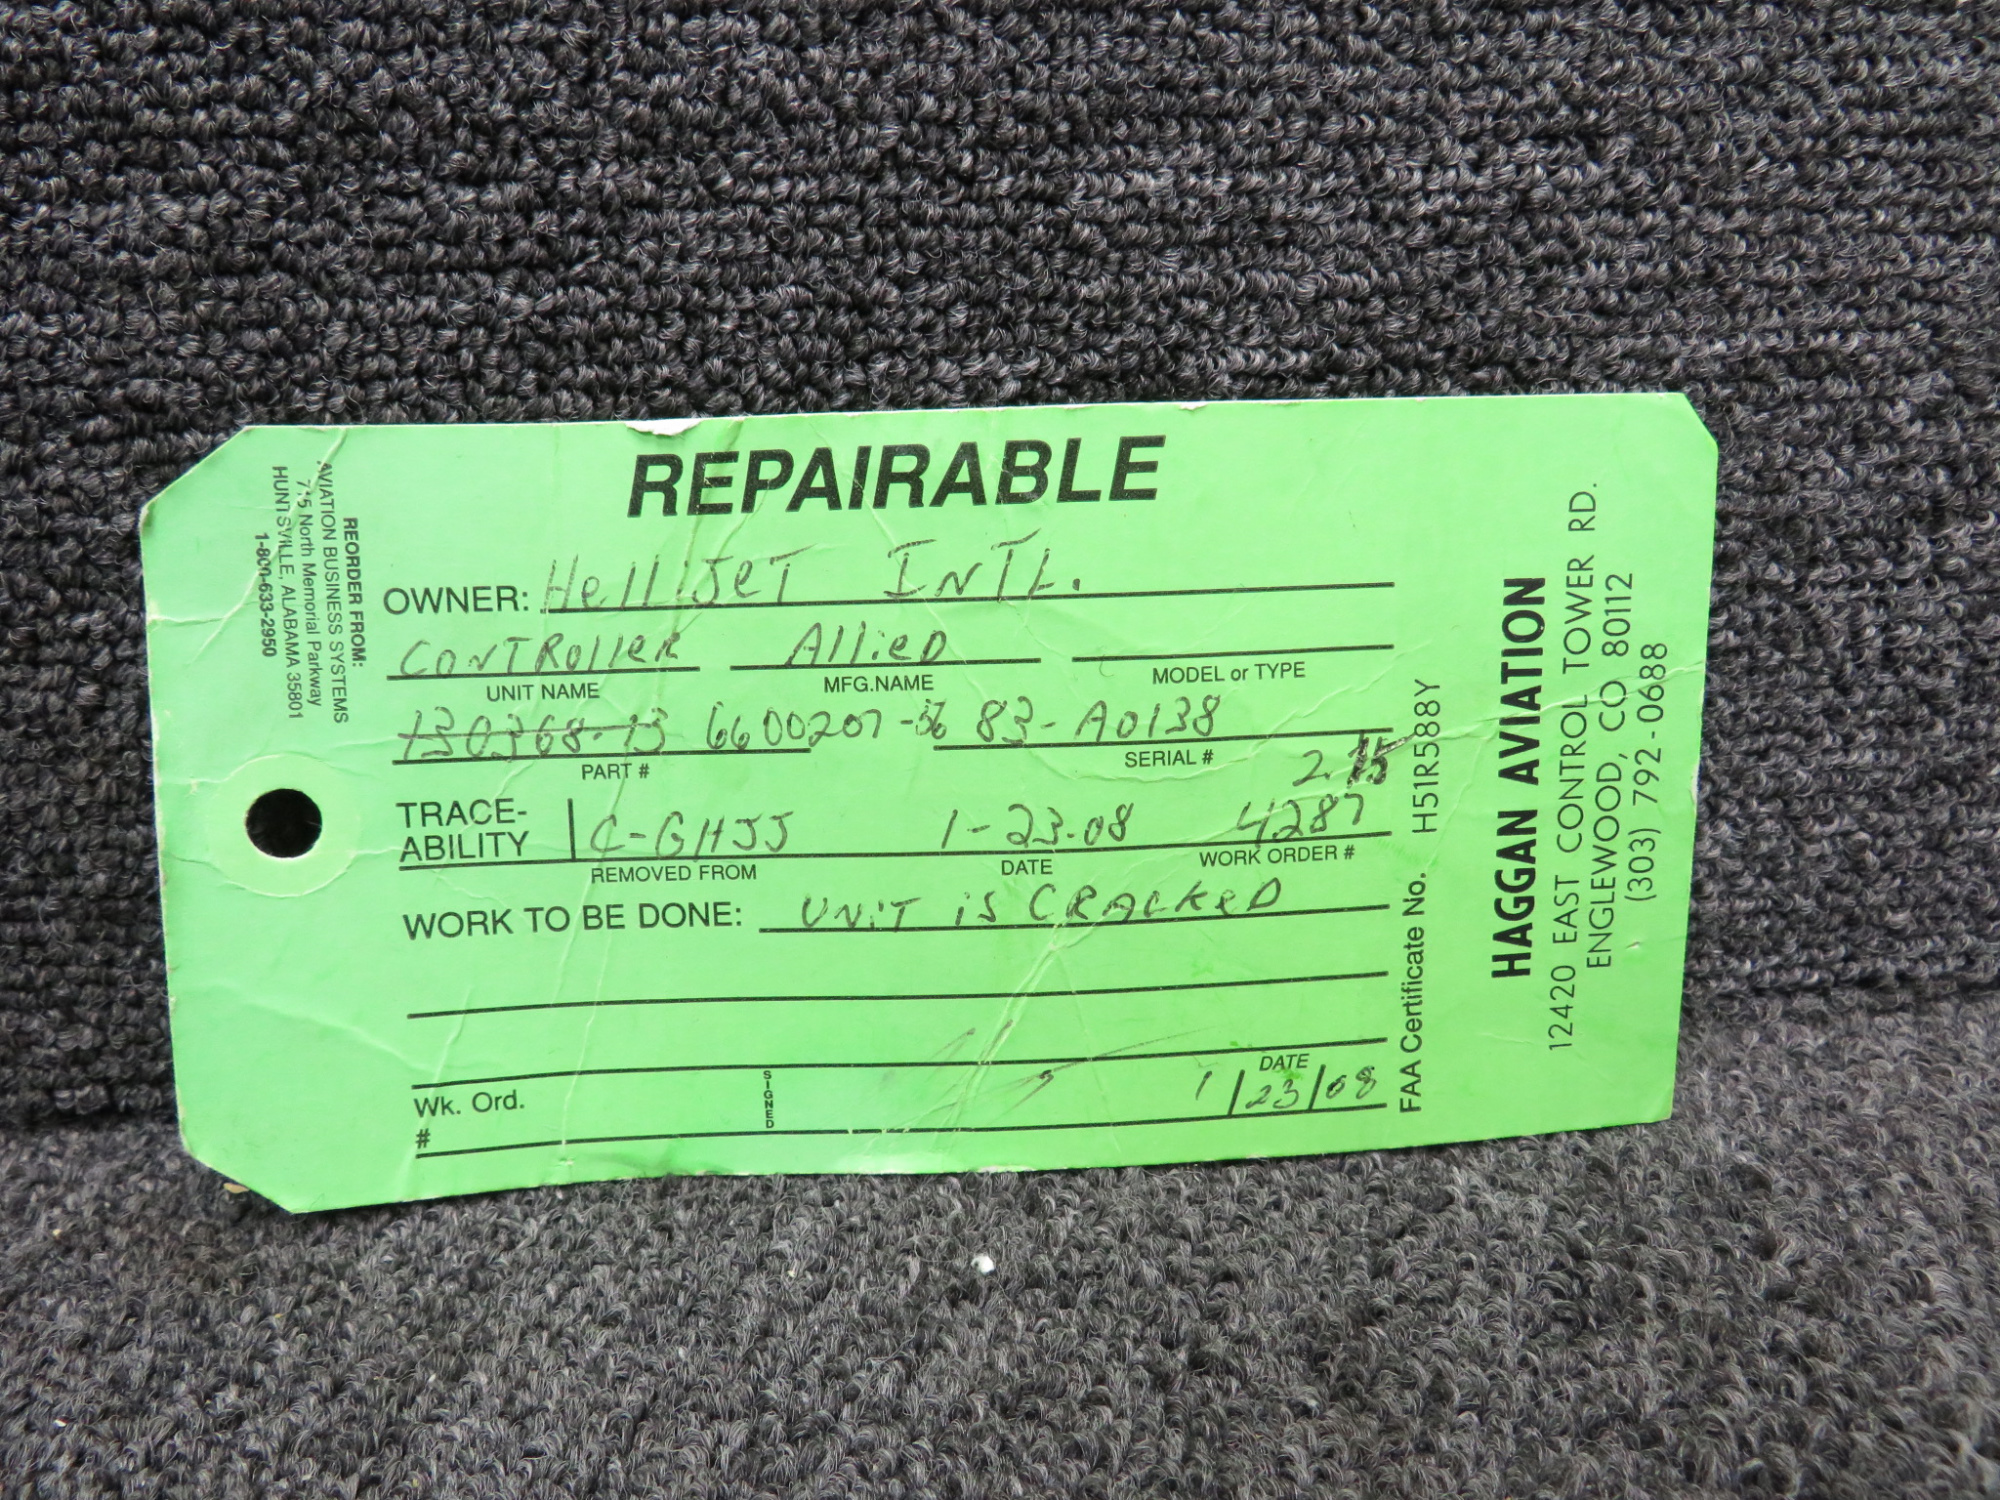 REPAIRABLE
OWNER: HelliJeT INTL.
CONTRolleR Allied
UNIT NAME MFG.NAME MODEL or TYPE
130368-13 6600207-36 83-A0138
PART # SERIAL #
2.75
TRACE-
ABILITY C-GHJJ 1-23-08 4287
REMOVED FROM DATE WORK ORDER #
WORK TO BE DONE: UNiT iS CRACKeD
Wk. Ord.
#
SIGNED
DATE
1/23/08
REORDER FROM:
AVIATION BUSINESS SYSTEMS
715 North Memorial Parkway
HUNTSVILLE, ALABAMA 35801
1-800-633-2950
FAA Certificate No. H51R588Y
HAGGAN AVIATION
12420 EAST CONTROL TOWER RD.
ENGLEWOOD, CO 80112
(303) 792-0688